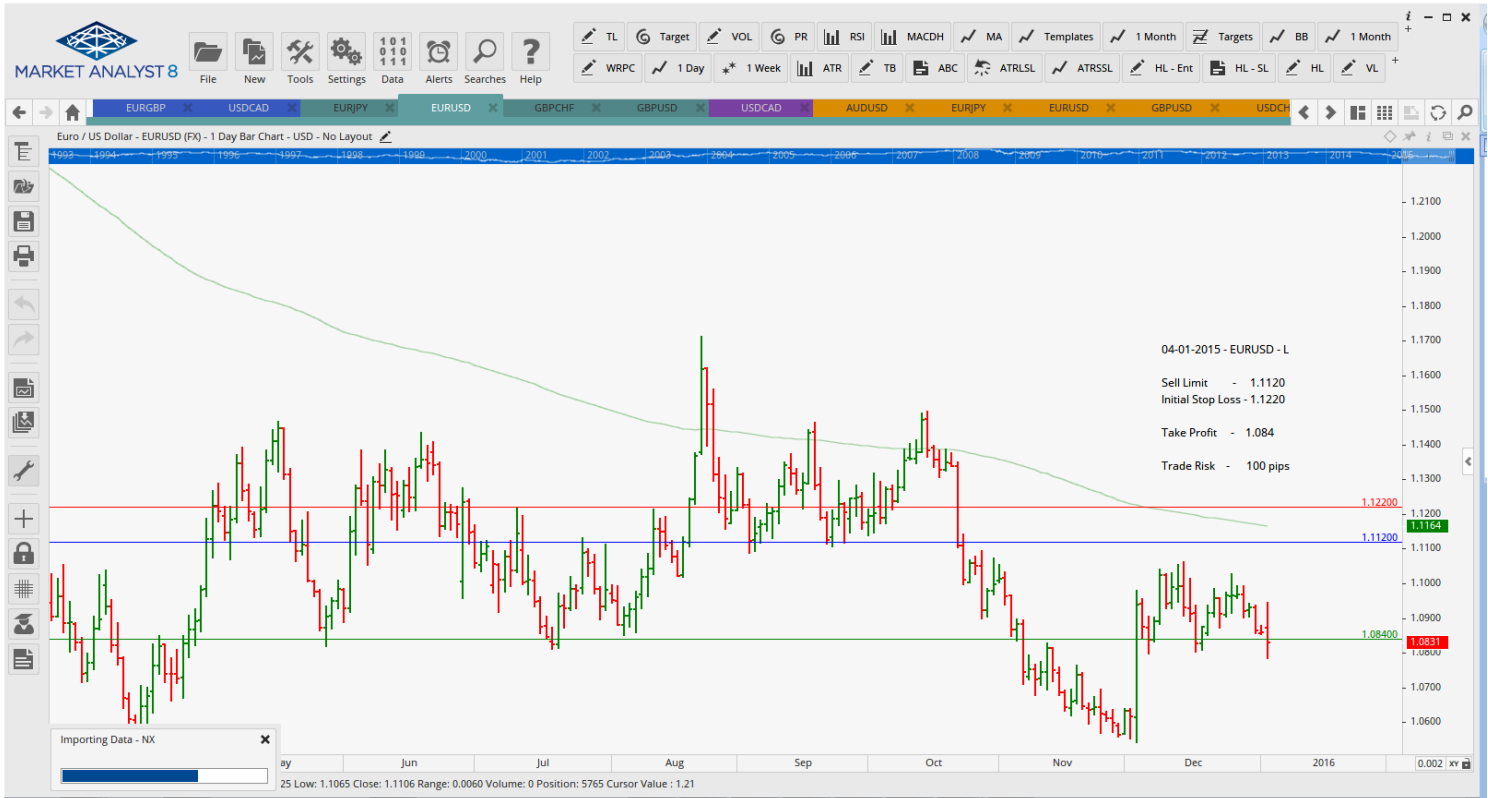 MARKET ANALYST 8
File New Tools Settings Data Alerts Searches Help
TL Target VOL PR RSI MACDH MA Templates 1 Month Targets BB 1 Month
WRPC 1 Day 1 Week ATR TB ABC ATRLSL ATRSSL HL - Ent HL - SL HL VL
EURGBP USDCAD EURJPY EURUSD GBPCHF GBPUSD USDCAD AUDUSD EURJPY EURUSD GBPUSD USDCH
Euro / US Dollar - EURUSD (FX) - 1 Day Bar Chart - USD - No Layout
1993 1994 1995 1996 1997 1998 1999 2000 2001 2002 2003 2004 2005 2006 2007 2008 2009 2010 2011 2012 2013 2014
1.2100
1.2000
1.1900
1.1800
1.1700
04-01-2015 - EURUSD - L
1.1600
Sell Limit - 1.1120
Initial Stop Loss - 1.1220
1.1500
Take Profit - 1.084
1.1400
Trade Risk - 100 pips
1.1300
1.12200
1.1200
1.1164
1.11200
1.1100
1.1000
1.0900
1.08400
1.0831
1.0800
1.0700
1.0600
Importing Data - NX
ay Jun Jul Aug Sep Oct Nov Dec 2016 0.002 XY
25 Low: 1.1065 Close: 1.1106 Range: 0.0060 Volume: 0 Position: 5765 Cursor Value : 1.21